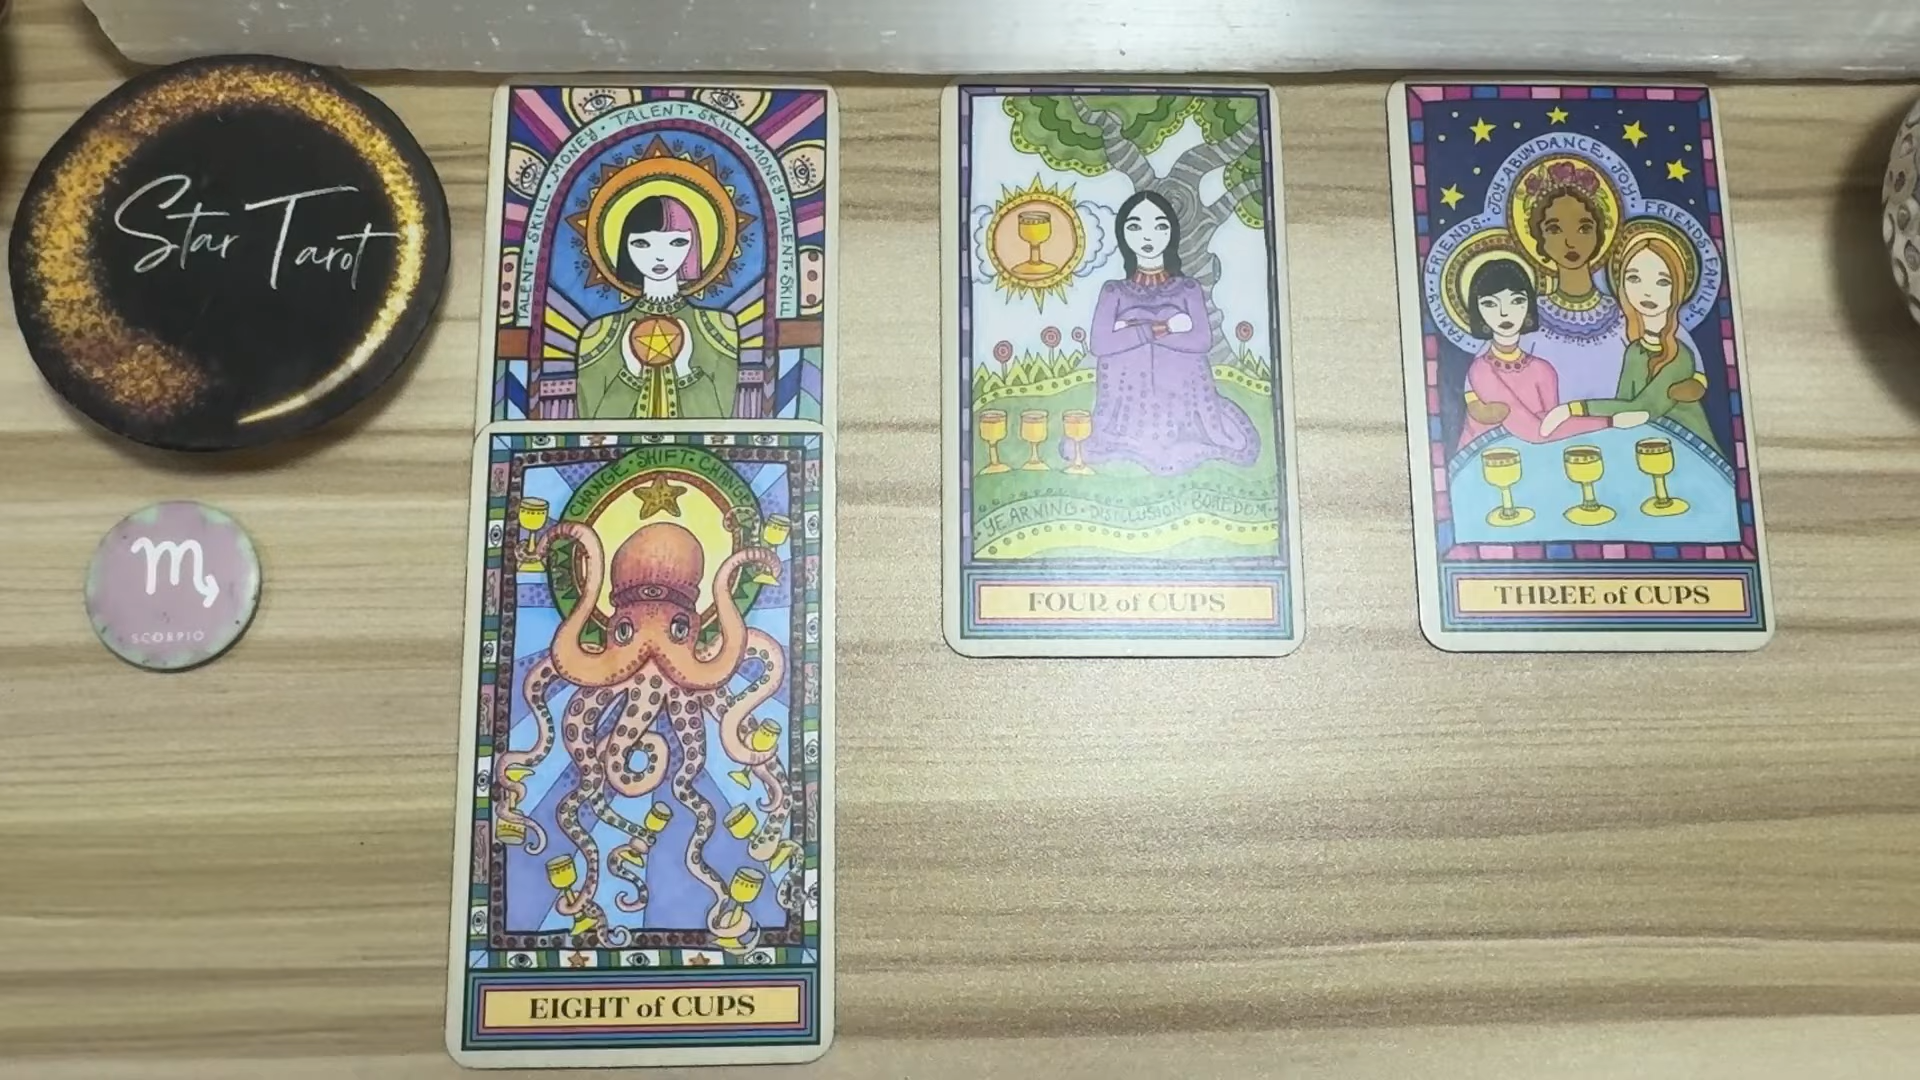 Star Tarot
SCORPIO
TALENT · SKILL · MONEY · TALENT · SKILL · MONEY · TALENT · SKILL
CHANGE · SHIFT · CHANGE
EIGHT of CUPS
YEARNING · DISILLUSION · BOREDOM
FOUR of CUPS
FAMILY · FRIENDS · JOY · ABUNDANCE · JOY · FRIENDS · FAMILY
THREE of CUPS